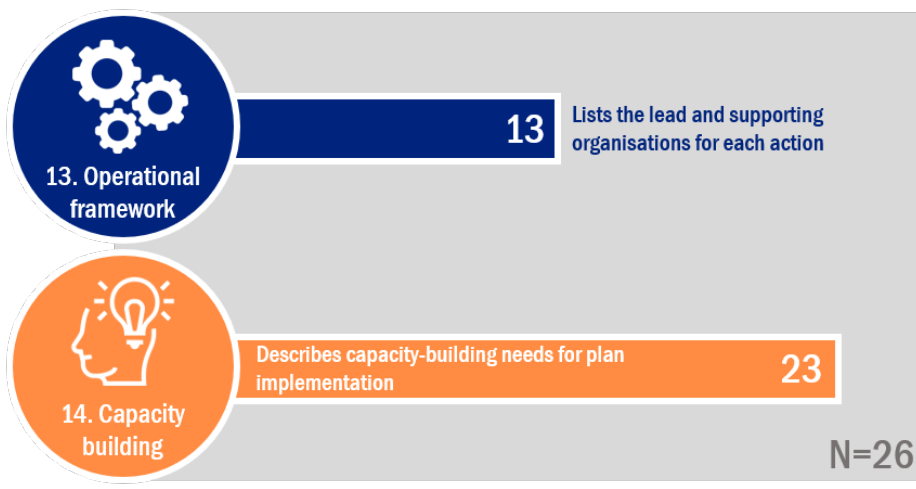 13. Operational
framework
13
Lists the lead and supporting
organisations for each action
14. Capacity
building
Describes capacity-building needs for plan
implementation
23
N=26